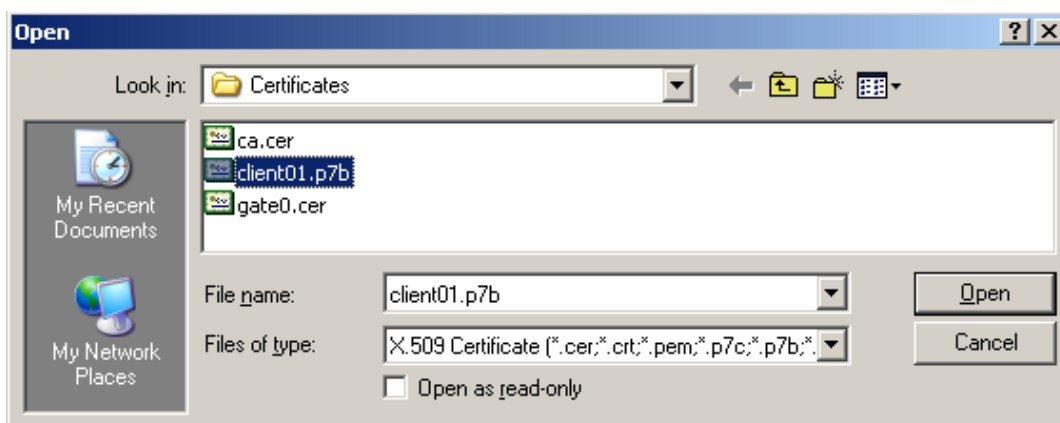 Open
Look in:
Certificates
ca.cer
client01.p7b
gate0.cer
My Recent
Documents
My Network
Places
File name:
client01.p7b
Open
Files of type:
X.509 Certificate (*.cer;*.crt;*.pem;*.p7c;*.p7b;*.
Cancel
Open as read-only